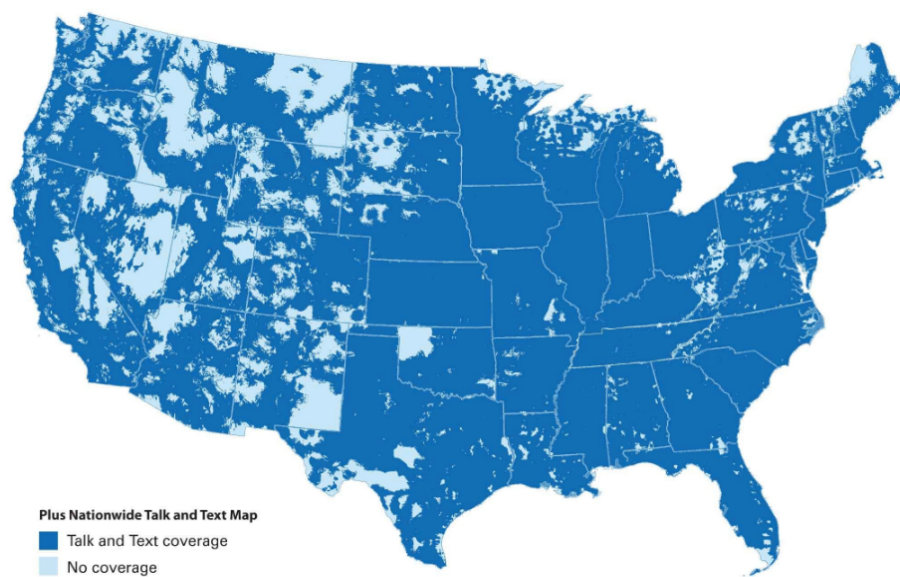 Plus Nationwide Talk and Text Map
Talk and Text coverage
No coverage